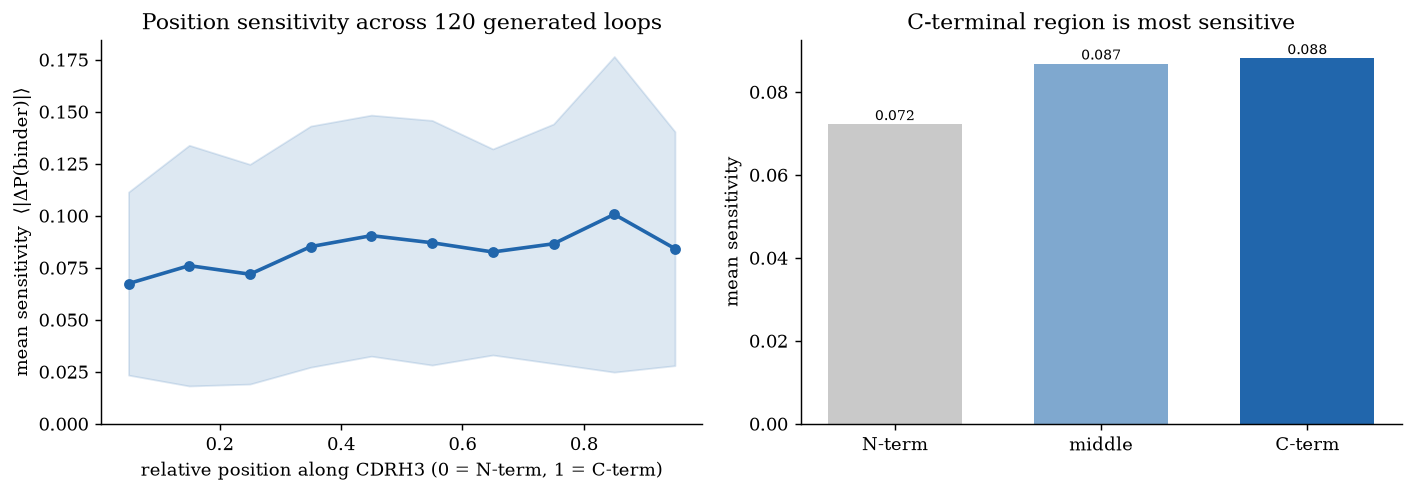 Position sensitivity across 120 generated loops
mean sensitivity ⟨|ΔP(binder)|⟩
0.175
0.150
0.125
0.100
0.075
0.050
0.025
0.000
0.2
0.4
0.6
0.8
relative position along CDRH3 (0 = N-term, 1 = C-term)
C-terminal region is most sensitive
mean sensitivity
0.08
0.06
0.04
0.02
0.00
0.072
0.087
0.088
N-term
middle
C-term